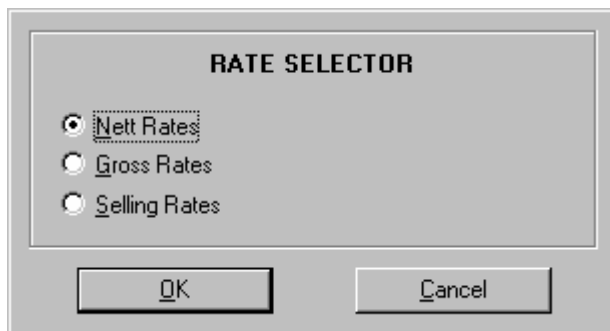 RATE SELECTOR
Nett Rates
Gross Rates
Selling Rates
OK Cancel